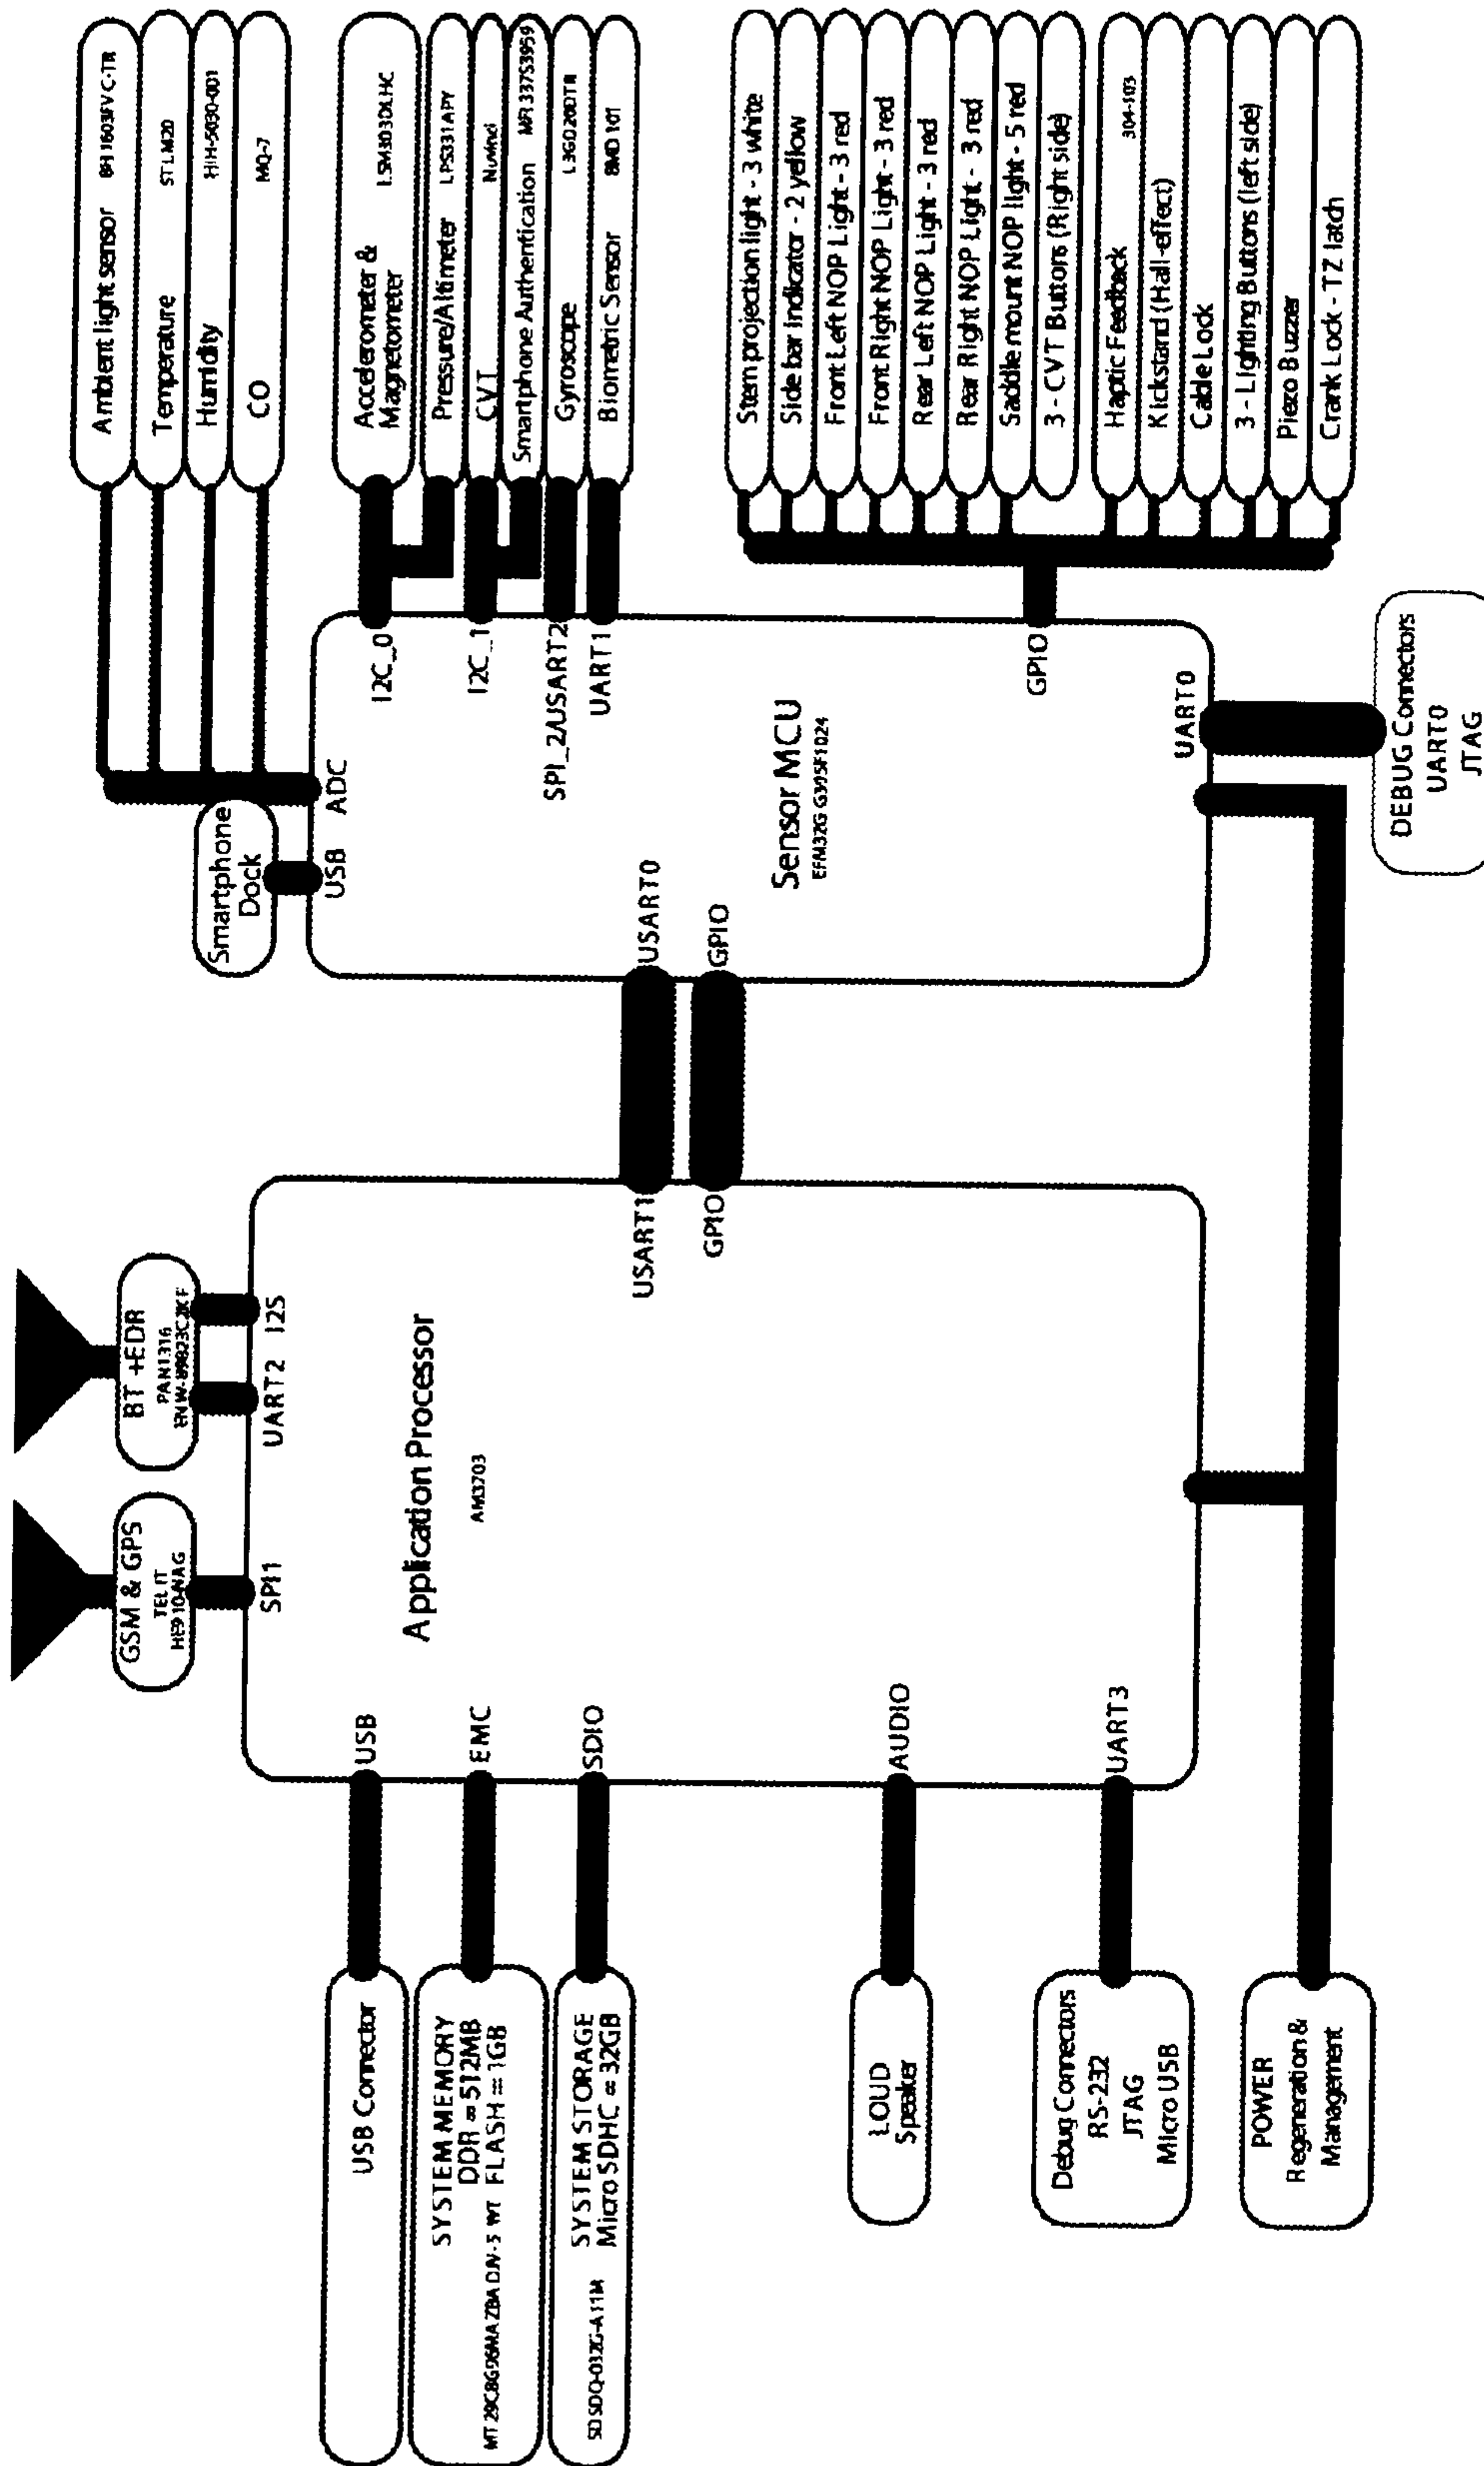 GSM & GPS
HE910-NAG
BT +EDR
PAN1316
Smartphone
Dock
Ambient light sensor
Temperature STLM20
Humidity HIH-5030-001
CO MQ-7
SPI1
UART2
I2S
USB
ADC
USB Connector
USB
Application Processor
AM3703
I2C_0
Accelerometer &
Magnetometer
LSM303DLHC
Pressure/Altimeter LPS331APY
SYSTEM MEMORY
DDR = 512MB
FLASH = 1GB
EMC
I2C_1
CVT
Smartphone Authentication MFI337S3959
SYSTEM STORAGE
Micro SDHC = 32GB
SDIO
USART1
USART0
SPI_2/USART2
Gyroscope L3GD20DTR
UART1
Biometric Sensor BMD101
GPIO
GPIO
Sensor MCU
Stem projection light - 3 white
Side bar Indicator - 2 yellow
Front Left NOP Light - 3 red
Front Right NOP Light - 3 red
LOUD
Speaker
AUDIO
Rear Left NOP Light - 3 red
Rear Right NOP Light - 3 red
Saddle mount NOP light - 5 red
GPIO
3 - CVT Buttons (Right side)
Debug Connectors
RS-232
JTAG
Micro USB
UART3
UART0
Haptic Feedback 304-103
Kickstand (Hall-effect)
Cable Lock
3 - Lighting Buttons (left side)
Piezo Buzzer
Crank Lock - TZ latch
POWER
Regeneration &
Management
DEBUG Connectors
UART0
JTAG